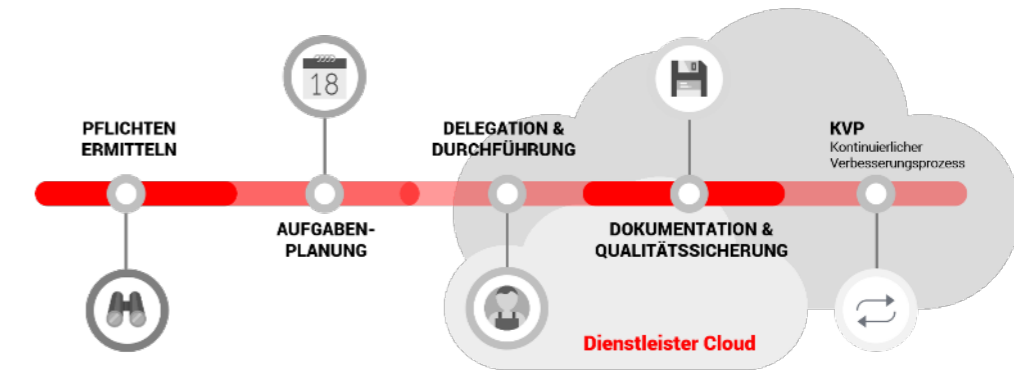 PFLICHTEN
ERMITTELN
18
AUFGABEN-
PLANUNG
DELEGATION &
DURCHFÜHRUNG
DOKUMENTATION &
QUALITÄTSSICHERUNG
KVP
Kontinuierlicher
Verbesserungsprozess
Dienstleister Cloud